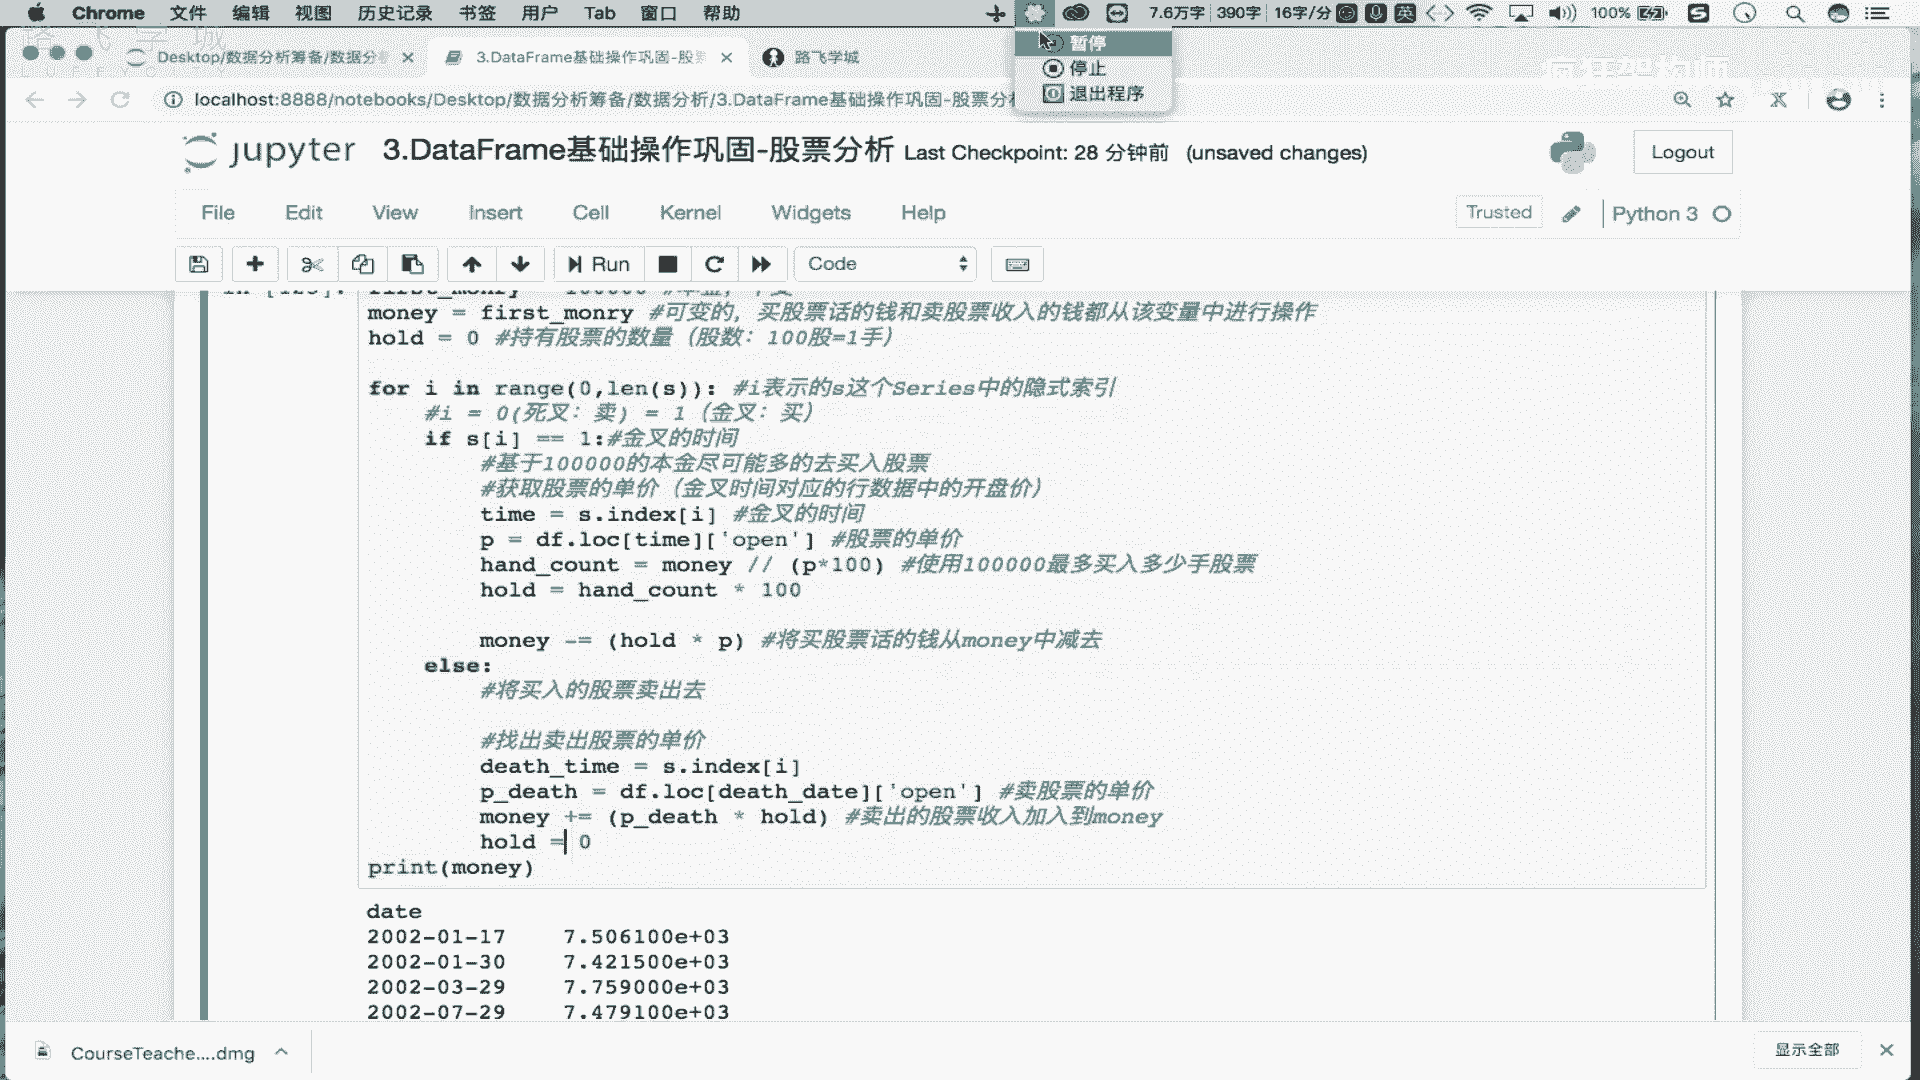 Chrome 文件 编辑 视图 历史记录 书签 用户 Tab 窗口 帮助 7.6万字 390字 16字/分 英 100%
暂停
停止
退出程序
Desktop/数据分析筹备/数据分析 3.DataFrame基础操作巩固-股票 路飞学城
localhost:8888/notebooks/Desktop/数据分析筹备/数据分析/3.DataFrame基础操作巩固-股票分析
jupyter 3.DataFrame基础操作巩固-股票分析 Last Checkpoint: 28 分钟前 (unsaved changes)
Logout
File Edit View Insert Cell Kernel Widgets Help
Trusted Python 3
Run Code
money = first_monry #可变的，买股票话的钱和卖股票收入的钱都从该变量中进行操作
hold = 0 #持有股票的数量（股数：100股=1手）
for i in range(0,len(s)): #i表示的s这个Series中的隐式索引
#i = 0(死叉：卖) = 1（金叉：买）
if s[i] == 1:#金叉的时间
#基于100000的本金尽可能多的去买入股票
#获取股票的单价（金叉时间对应的行数据中的开盘价）
time = s.index[i] #金叉的时间
p = df.loc[time]['open'] #股票的单价
hand_count = money // (p*100) #使用100000最多买入多少手股票
hold = hand_count * 100
money -= (hold * p) #将买股票话的钱从money中减去
else:
#将买入的股票卖出去
#找出卖出股票的单价
death_time = s.index[i]
p_death = df.loc[death_date]['open'] #卖股票的单价
money += (p_death * hold) #卖出的股票收入加入到money
hold = 0
print(money)
date
2002-01-17 7.506100e+03
2002-01-30 7.421500e+03
2002-03-29 7.759000e+03
2002-07-29 7.479100e+03
CourseTeache....dmg
显示全部